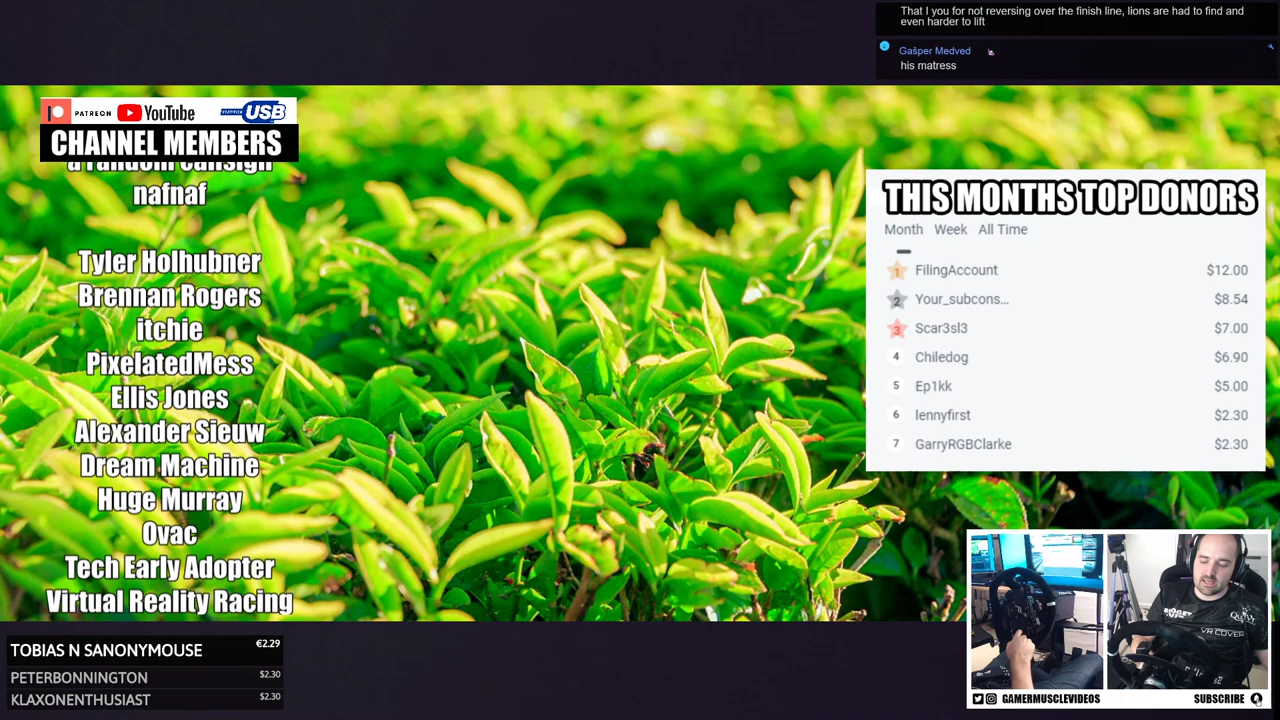 That I you for not reversing over the finish line, lions are had to find and
even harder to lift
Gašper Medved
his matress
PATREON YouTube USB
CHANNEL MEMBERS
a random callsign
nafnaf
Tyler Holhubner
Brennan Rogers
itchie
PixelatedMess
Ellis Jones
Alexander Sieuw
Dream Machine
Huge Murray
Ovac
Tech Early Adopter
Virtual Reality Racing
THIS MONTHS TOP DONORS
Month Week All Time
1 FilingAccount $12.00
2 Your_subcons... $8.54
3 Scar3sl3 $7.00
4 Chiledog $6.90
5 Ep1kk $5.00
6 lennyfirst $2.30
7 GarryRGBClarke $2.30
VR COVER
TOBIAS N SANONYMOUSE €2.29
PETERBONNINGTON $2.30
KLAXONENTHUSIAST $2.30
GAMERMUSCLEVIDEOS SUBSCRIBE